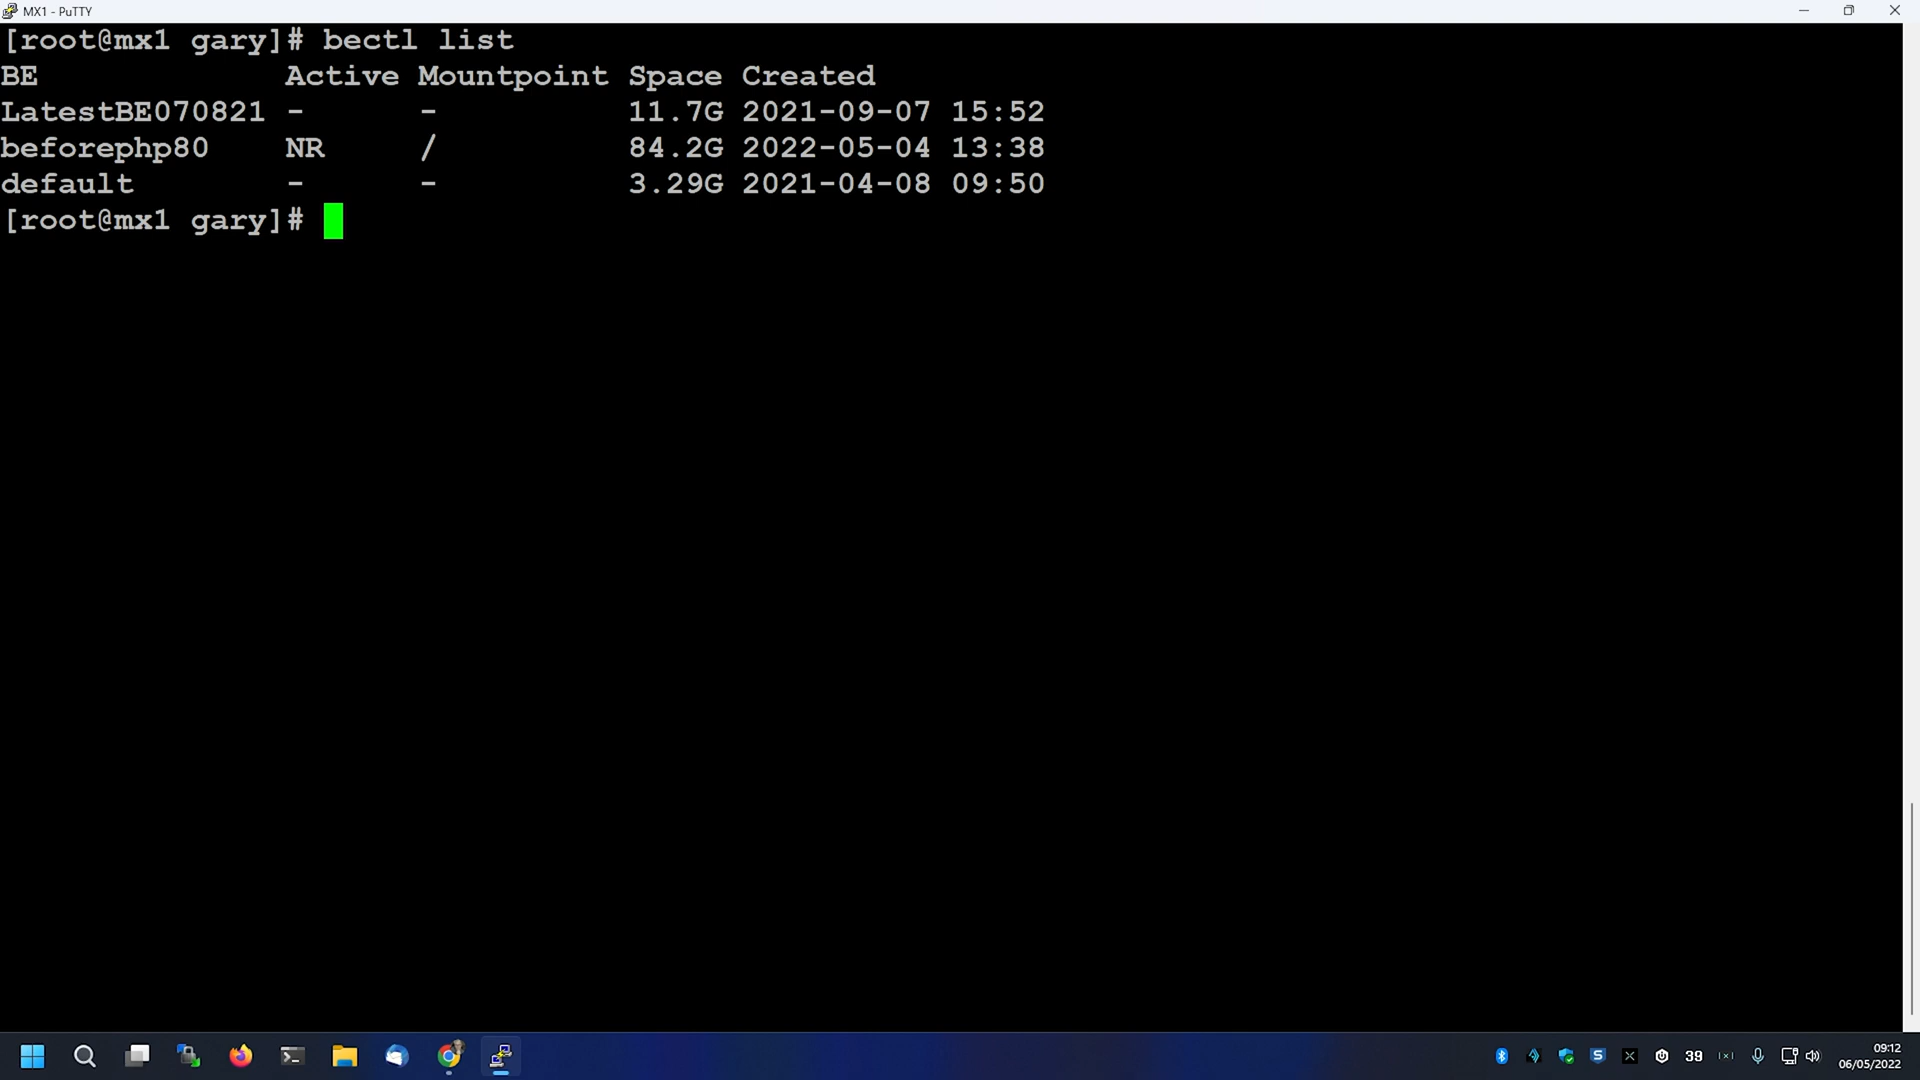 MX1 - PuTTY
[root@mx1 gary]# bectl list
BE             Active Mountpoint Space Created
LatestBE070821 -      -          11.7G 2021-09-07 15:52
beforephp80    NR     /          84.2G 2022-05-04 13:38
default        -      -          3.29G 2021-04-08 09:50
[root@mx1 gary]#
39
09:12
06/05/2022